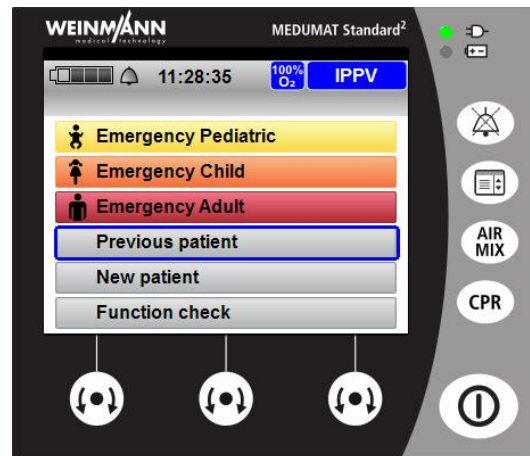 WEINMANN
medical technology
MEDUMAT Standard²
11:28:35
100% O₂
IPPV
Emergency Pediatric
Emergency Child
Emergency Adult
Previous patient
New patient
Function check
AIR
MIX
CPR